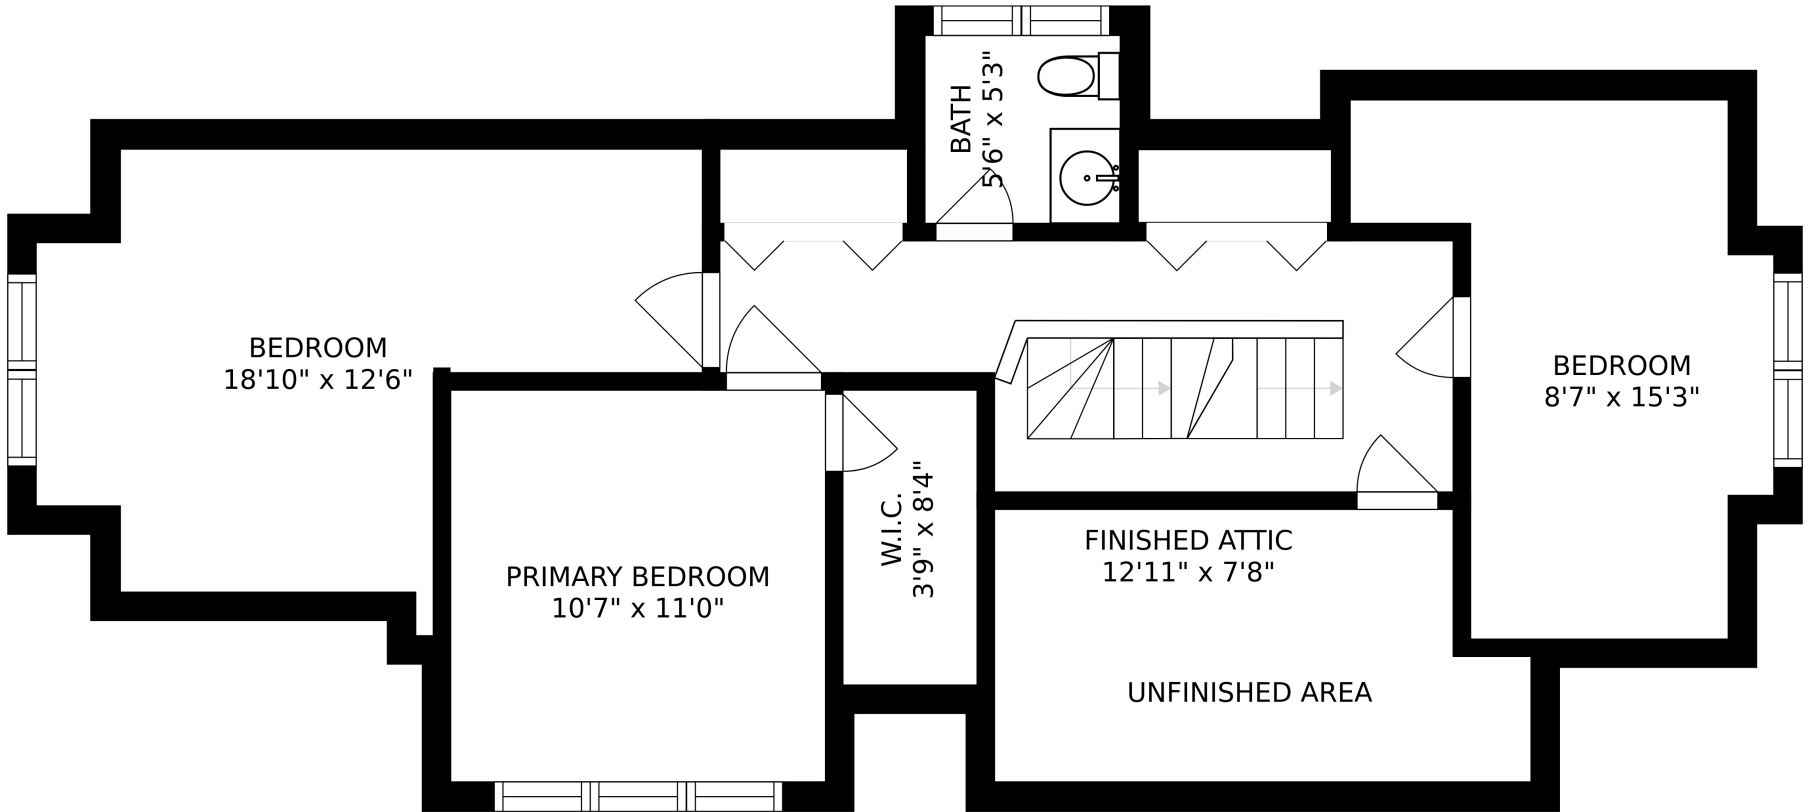 BATH
5'6" x 5'3"
BEDROOM
18'10" x 12'6"
BEDROOM
8'7" x 15'3"
PRIMARY BEDROOM
10'7" x 11'0"
W.I.C.
3'9" x 8'4"
FINISHED ATTIC
12'11" x 7'8"
UNFINISHED AREA